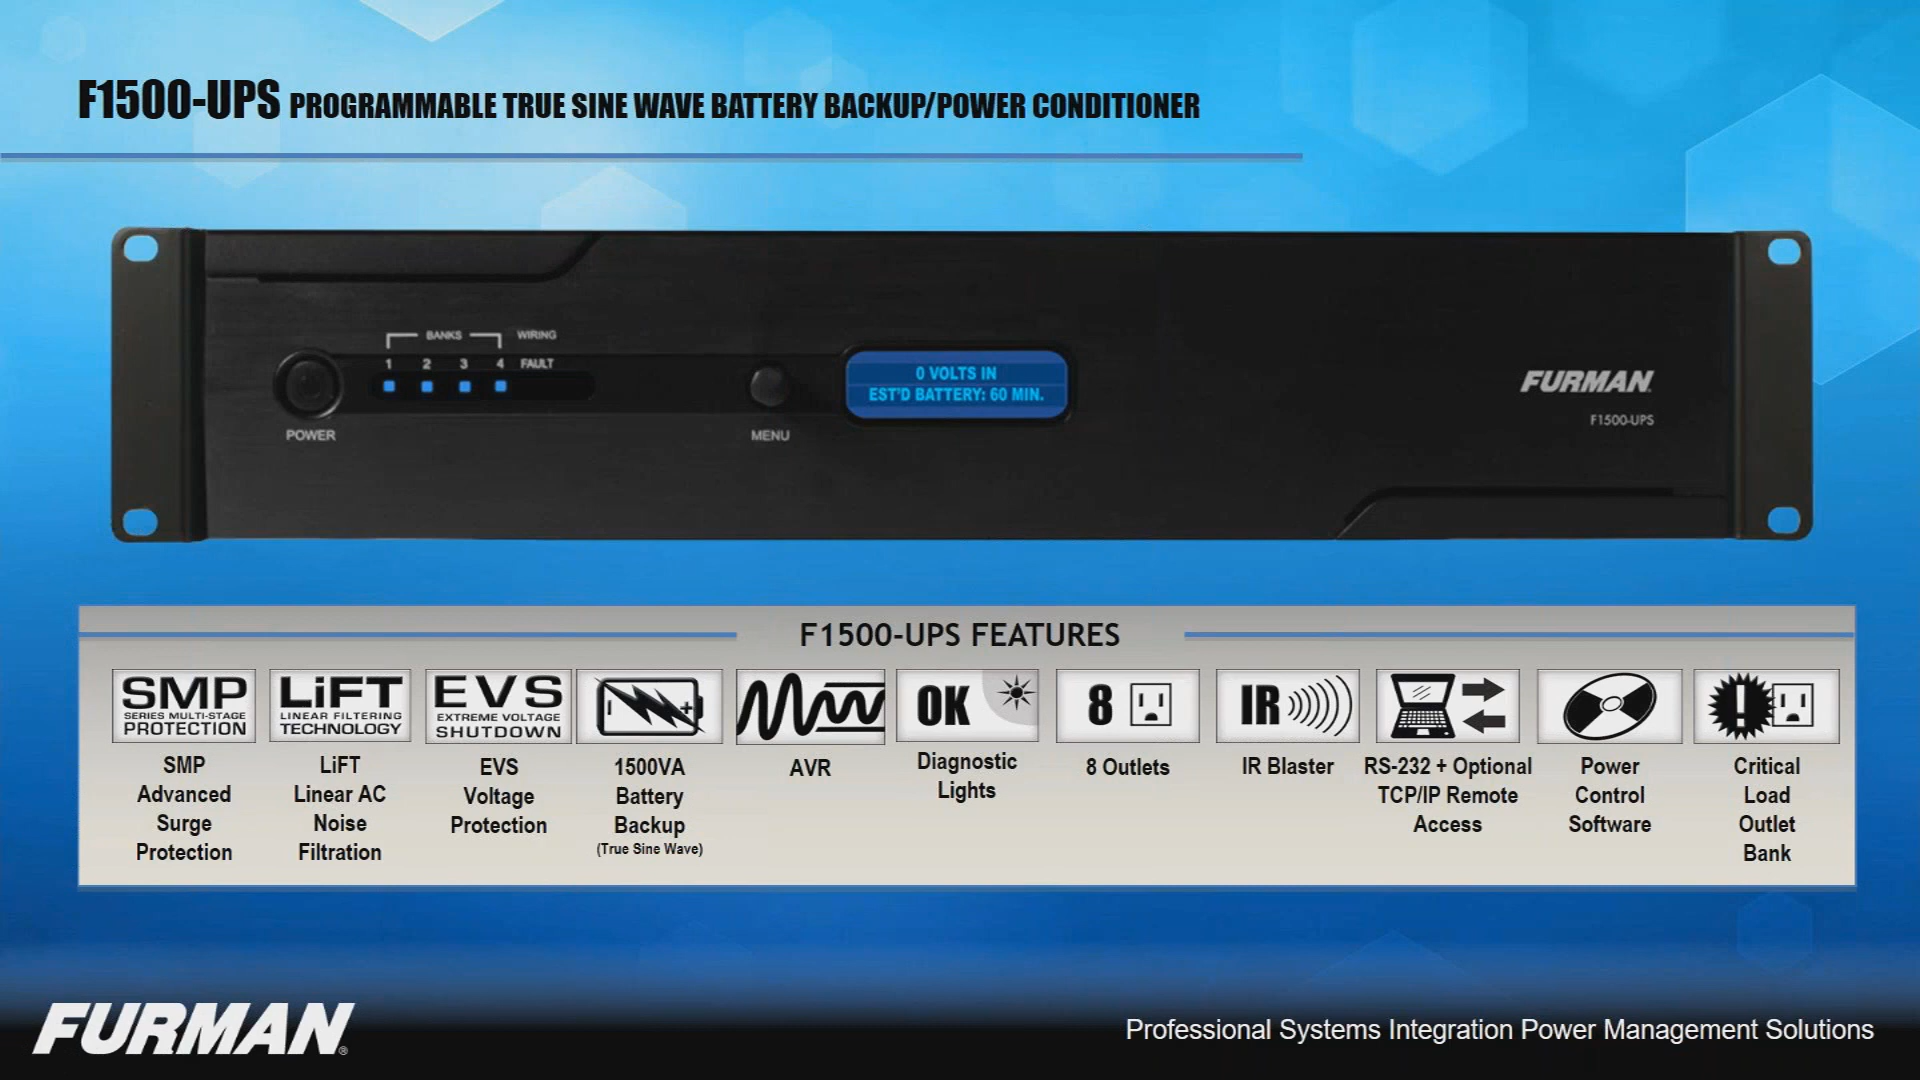 F1500-UPS PROGRAMMABLE TRUE SINE WAVE BATTERY BACKUP/POWER CONDITIONER
BANKS WIRING
1 2 3 4 FAULT
POWER
MENU
0 VOLTS IN
EST'D BATTERY: 60 MIN.
FURMAN
F1500-UPS
F1500-UPS FEATURES
SMP
SERIES MULTI-STAGE
PROTECTION
LiFT
LINEAR FILTERING
TECHNOLOGY
EVS
EXTREME VOLTAGE
SHUTDOWN
OK
8
IR
SMP
Advanced
Surge
Protection
LiFT
Linear AC
Noise
Filtration
EVS
Voltage
Protection
1500VA
Battery
Backup
(True Sine Wave)
AVR
Diagnostic
Lights
8 Outlets
IR Blaster
RS-232 + Optional
TCP/IP Remote
Access
Power
Control
Software
Critical
Load
Outlet
Bank
FURMAN®
Professional Systems Integration Power Management Solutions